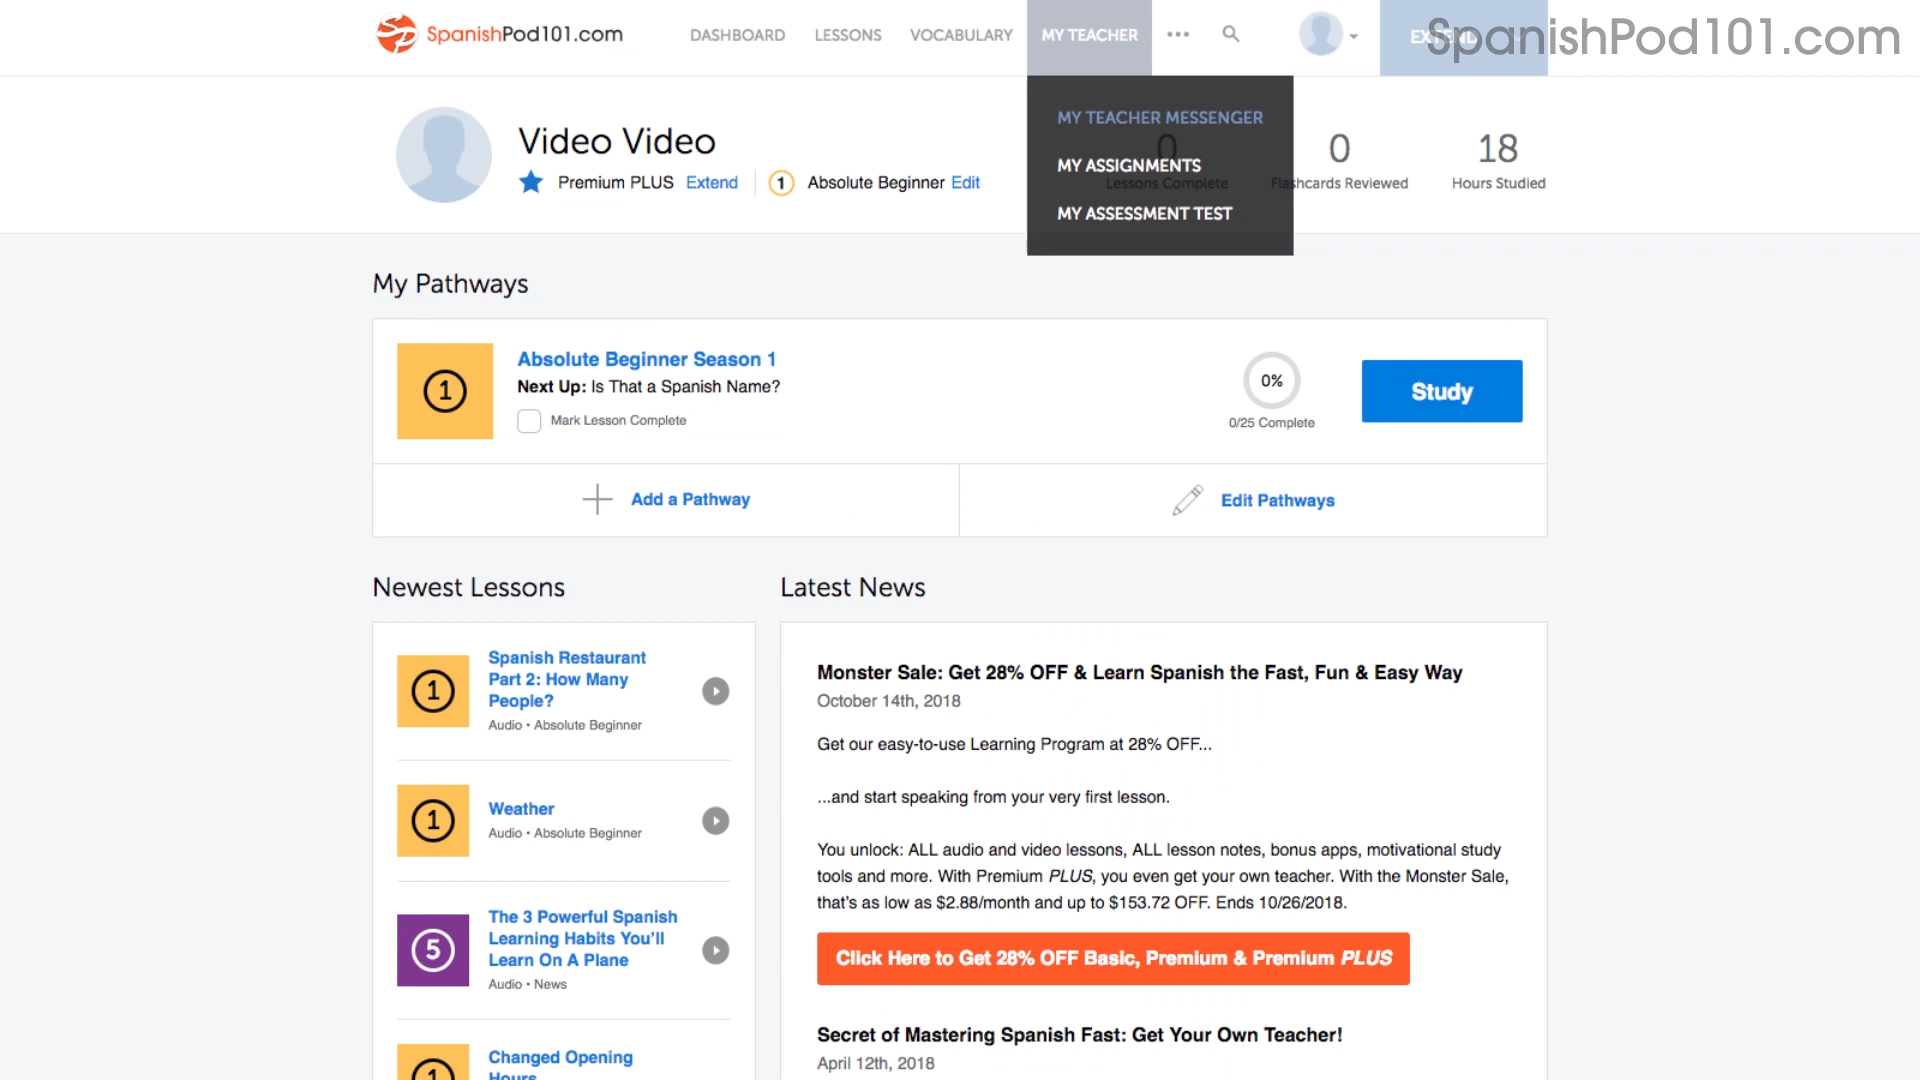 SpanishPod101.com
DASHBOARD
LESSONS
VOCABULARY
MY TEACHER
EXTEND
SpanishPod101.com
MY TEACHER MESSENGER
MY ASSIGNMENTS
MY ASSESSMENT TEST
Video Video
Premium PLUS Extend
1 Absolute Beginner Edit
0
Lessons Complete
0
Flashcards Reviewed
18
Hours Studied
My Pathways
1
Absolute Beginner Season 1
Next Up: Is That a Spanish Name?
Mark Lesson Complete
0%
0/25 Complete
Study
Add a Pathway
Edit Pathways
Newest Lessons
1
Spanish Restaurant
Part 2: How Many
People?
Audio • Absolute Beginner
1
Weather
Audio • Absolute Beginner
5
The 3 Powerful Spanish
Learning Habits You’ll
Learn On A Plane
Audio • News
1
Changed Opening
Hours
Latest News
Monster Sale: Get 28% OFF & Learn Spanish the Fast, Fun & Easy Way
October 14th, 2018
Get our easy-to-use Learning Program at 28% OFF...
...and start speaking from your very first lesson.
You unlock: ALL audio and video lessons, ALL lesson notes, bonus apps, motivational study
tools and more. With Premium PLUS, you even get your own teacher. With the Monster Sale,
that’s as low as $2.88/month and up to $153.72 OFF. Ends 10/26/2018.
Click Here to Get 28% OFF Basic, Premium & Premium PLUS
Secret of Mastering Spanish Fast: Get Your Own Teacher!
April 12th, 2018